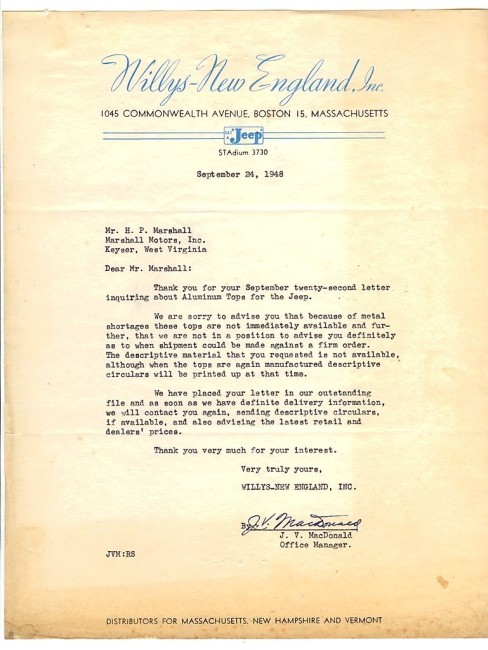 Willys-New England, Inc.
1045 COMMONWEALTH AVENUE, BOSTON 15, MASSACHUSETTS
GET A Jeep
STAdium 3730
September 24, 1948
Mr. H. P. Marshall
Marshall Motors, Inc.
Keyser, West Virginia
Dear Mr. Marshall:
Thank you for your September twenty-second letter
inquiring about Aluminum Tops for the Jeep.
We are sorry to advise you that because of metal
shortages these tops are not immediately available and fur-
ther, that we are not in a position to advise you definitely
as to when shipment could be made against a firm order.
The descriptive material that you requested is not available,
although when the tops are again manufactured descriptive
circulars will be printed up at that time.
We have placed your letter in our outstanding
file and as soon as we have definite delivery information,
we will contact you again, sending descriptive circulars,
if available, and also advising the latest retail and
dealers' prices.
Thank you very much for your interest.
Very truly yours,
WILLYS-NEW ENGLAND, INC.
By J. V. MacDonald
J. V. MacDonald
Office Manager.
JVM:RS
DISTRIBUTORS FOR MASSACHUSETTS, NEW HAMPSHIRE AND VERMONT